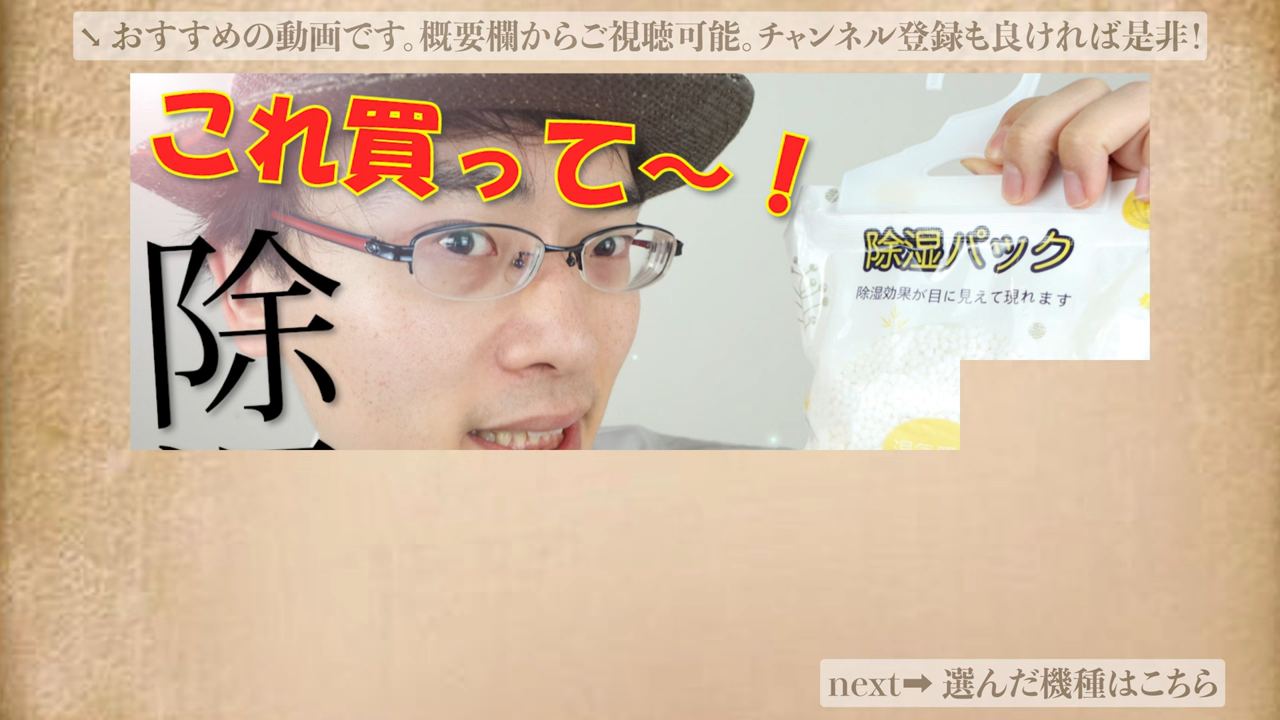 ➘ おすすめの動画です。概要欄からご視聴可能。チャンネル登録も良ければ是非!
これ買って～!
除
除湿パック
除湿効果が目に見えて現れます
next➡ 選んだ機種はこちら